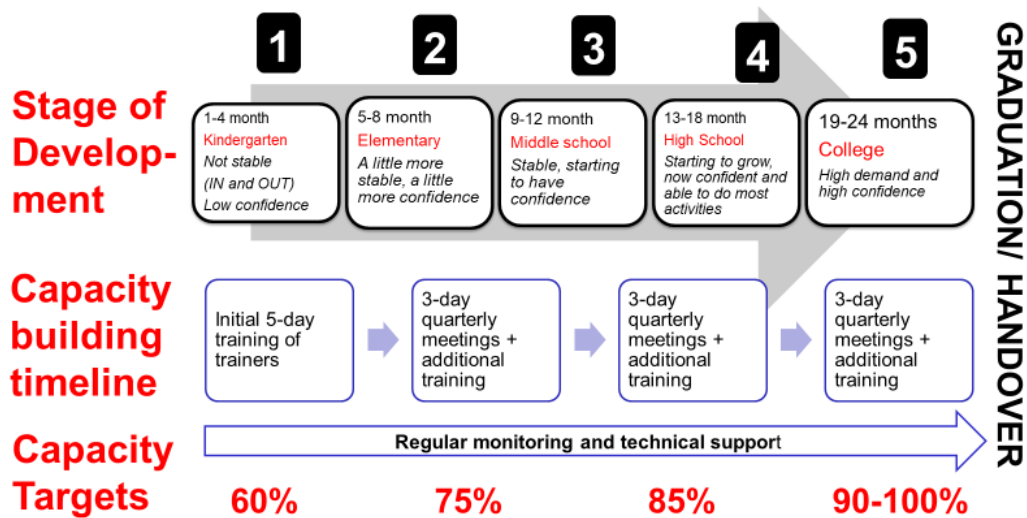 1
2
3
4
5
Stage of
Develop-
ment
1-4 month
Kindergarten
Not stable
(IN and OUT)
Low confidence
5-8 month
Elementary
A little more
stable, a little
more confidence
9-12 month
Middle school
Stable, starting
to have
confidence
13-18 month
High School
Starting to grow,
now confident and
able to do most
activities
19-24 months
College
High demand and
high confidence
GRADUATION/ HANDOVER
Capacity
building
timeline
Initial 5-day
training of
trainers
3-day
quarterly
meetings +
additional
training
3-day
quarterly
meetings +
additional
training
3-day
quarterly
meetings +
additional
training
Regular monitoring and technical support
Capacity
Targets
60%
75%
85%
90-100%